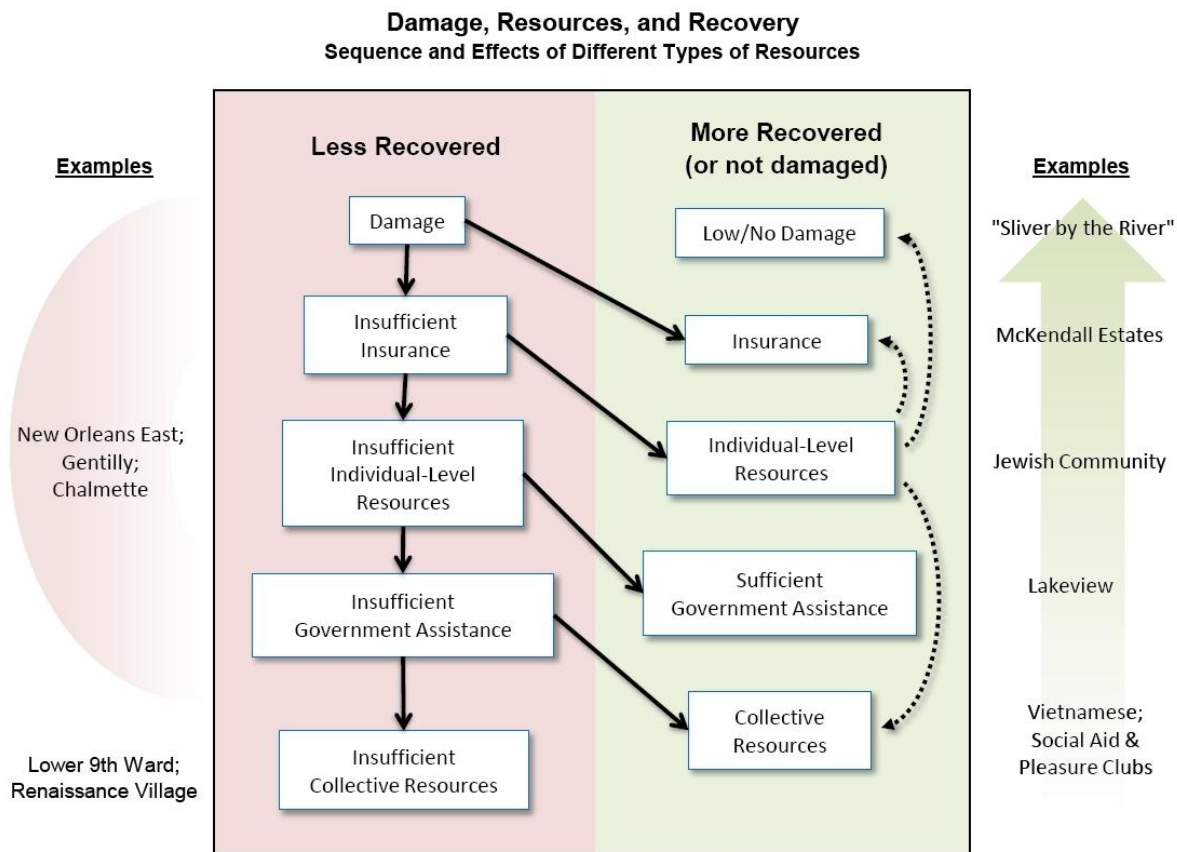 Damage, Resources, and Recovery
Sequence and Effects of Different Types of Resources
Examples
New Orleans East;
Gentilly;
Chalmette
Lower 9th Ward;
Renaissance Village
Less Recovered
Damage
Insufficient
Insurance
Insufficient
Individual-Level
Resources
Insufficient
Government Assistance
Insufficient
Collective Resources
More Recovered
(or not damaged)
Low/No Damage
Insurance
Individual-Level
Resources
Sufficient
Government Assistance
Collective
Resources
Examples
"Sliver by the River"
McKendall Estates
Jewish Community
Lakeview
Vietnamese;
Social Aid &
Pleasure Clubs